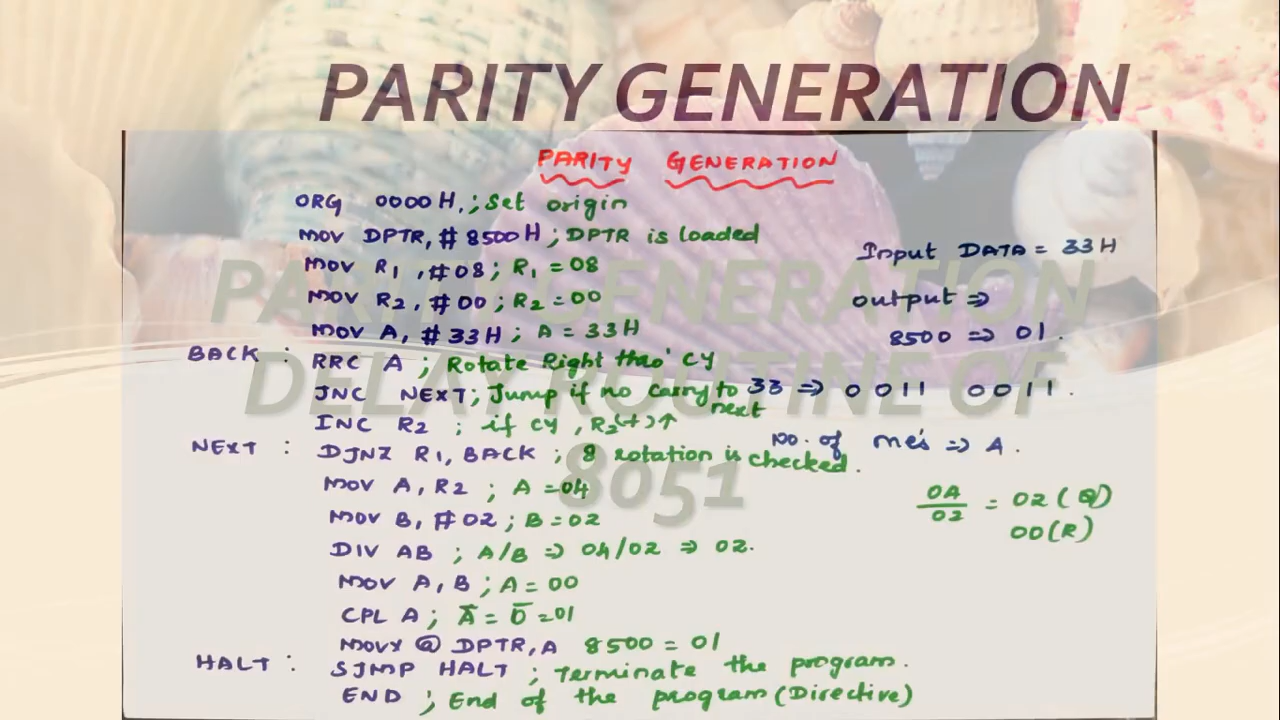 PARITY GENERATION
PARITY GENERATION
DELAY ROUTINE OF
8051
PARITY GENERATION
ORG 0000H ; Set origin
MOV DPTR, # 8500H ; DPTR is loaded
MOV R1 , #08 ; R1 = 08
MOV R2, #00 ; R2 = 00
MOV A, # 33H ; A = 33H
BACK : RRC A ; Rotate Right thro' CY
JNC NEXT ; Jump if no carry to next
INC R2 ; if cy , R2(+)↑
NEXT : DJNZ R1, BACK ; 8 rotation is checked.
MOV A, R2 ; A = 04
MOV B, #02 ; B = 02
DIV AB ; A/B ⇒ 04/02 ⇒ 02.
MOV A, B ; A = 00
CPL A ; A̅ = 0̅ = 01
MOVX @ DPTR, A 8500 = 01
HALT : SJMP HALT ; Terminate the program.
END ; End of the program (Directive)
Input DATA = 33H
output ⇒
8500 ⇒ 01.
33 ⇒ 0011 0011.
No. of one's ⇒ 4.
04/02 = 02 (Q)
00 (R)